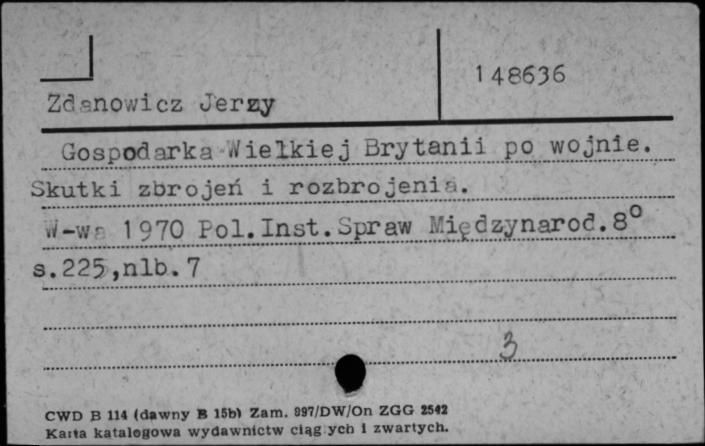 148636
Zdanowicz Jerzy
Gospodarka Wielkiej Brytanii po wojnie.
Skutki zbrojeń i rozbrojenia.
W-wa 1970 Pol.Inst.Spraw Międzynarod.8°
s.225,nlb.7
3
CWD B 114 (dawny B 15b) Zam. 997/DW/On ZGG 2542
Karta katalogowa wydawnictw ciągłych i zwartych.